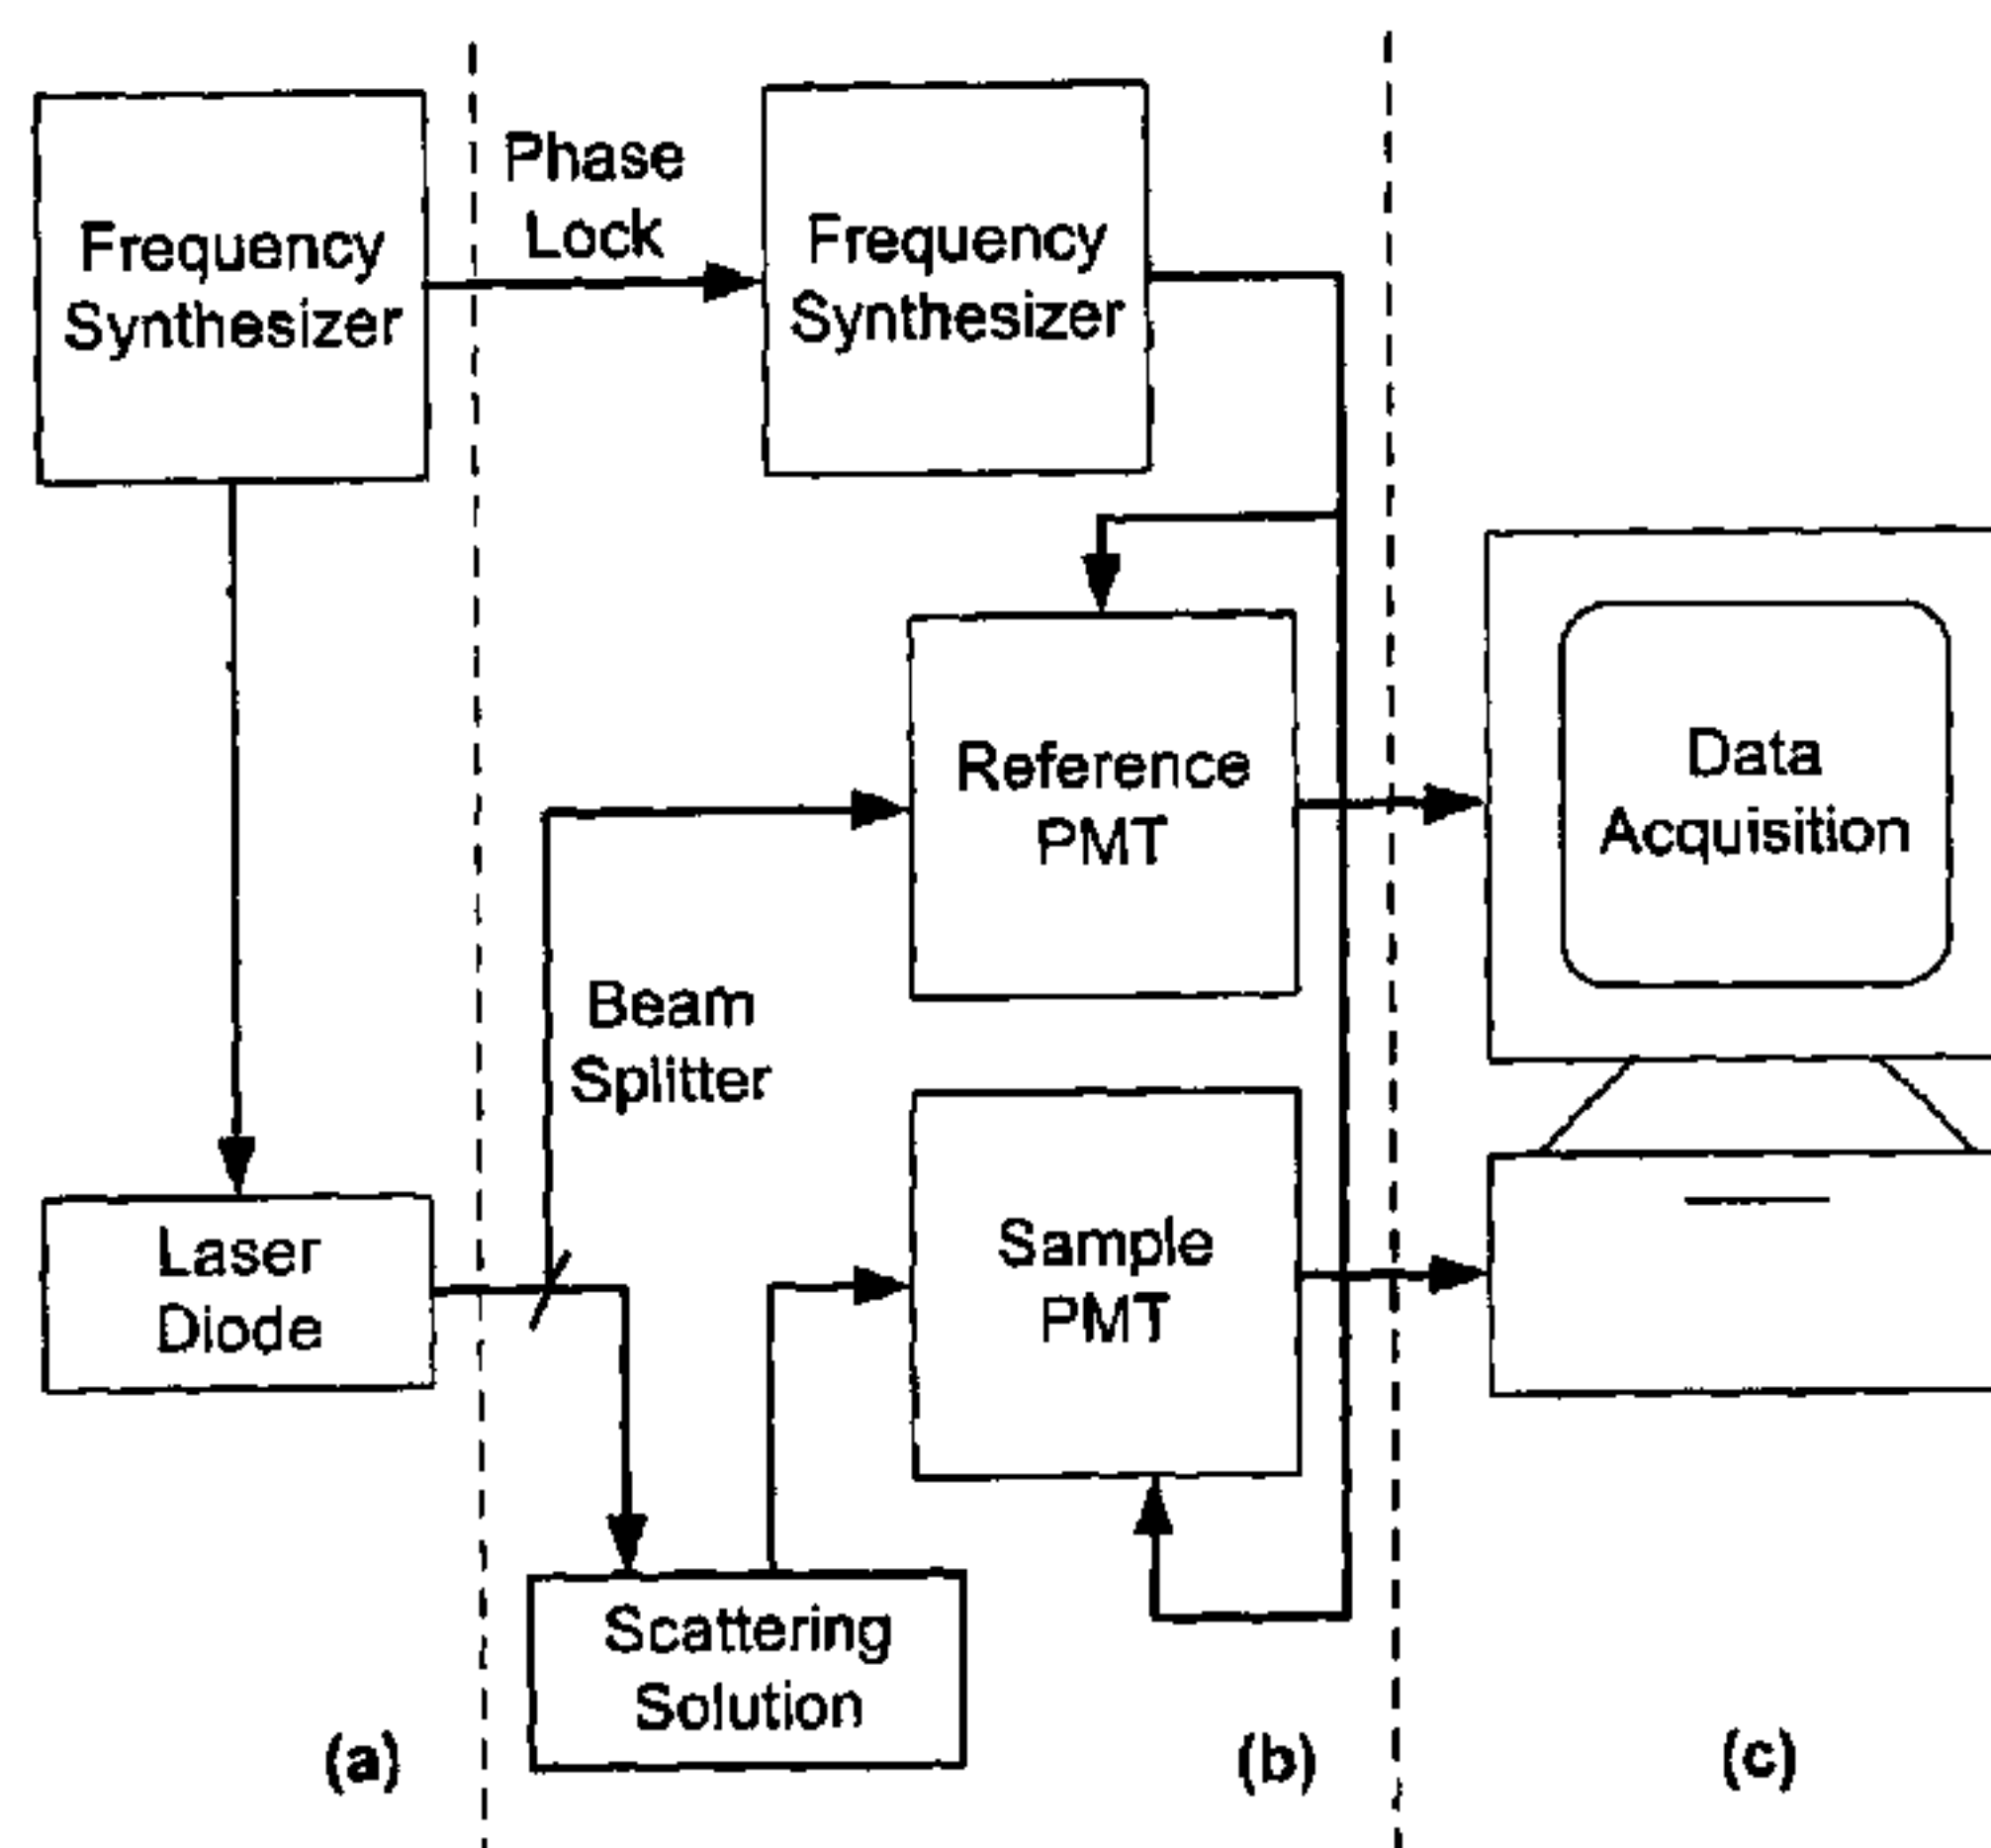 Frequency
Synthesizer
Phase
Lock
Frequency
Synthesizer
Reference
PMT
Data
Acquisition
Beam
Splitter
Sample
PMT
Laser
Diode
Scattering
Solution
(a)
(b)
(c)